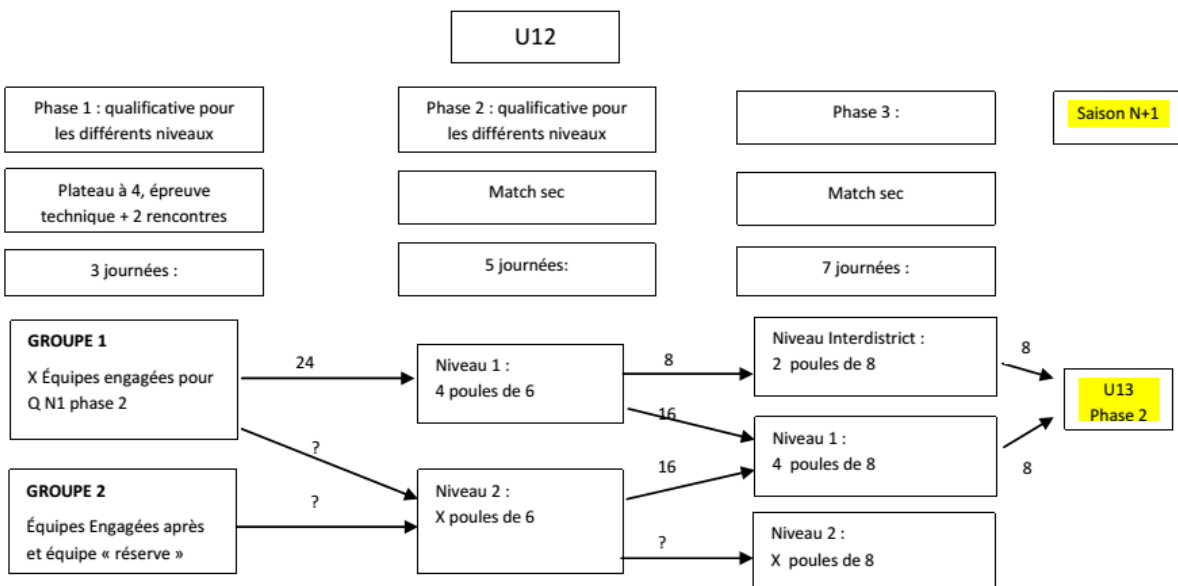 U12
Phase 1 : qualificative pour
les différents niveaux
Phase 2 : qualificative pour
les différents niveaux
Phase 3 :
Saison N+1
Plateau à 4, épreuve
technique + 2 rencontres
Match sec
Match sec
3 journées :
5 journées:
7 journées :
GROUPE 1
X Équipes engagées pour
Q N1 phase 2
24
Niveau 1 :
4 poules de 6
8
Niveau Interdistrict :
2 poules de 8
8
U13
Phase 2
?
16
Niveau 1 :
4 poules de 8
8
GROUPE 2
Équipes Engagées après
et équipe « réserve »
?
Niveau 2 :
X poules de 6
16
?
Niveau 2 :
X poules de 8